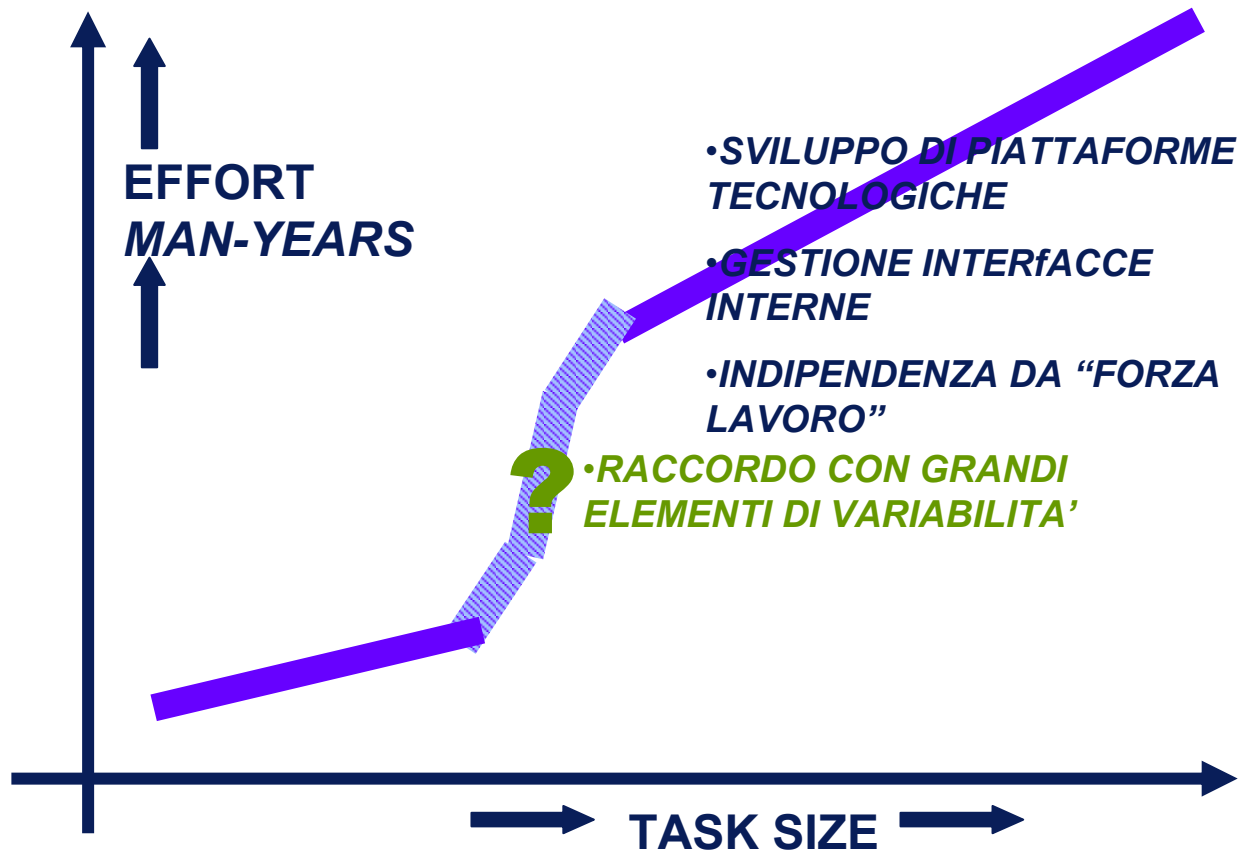 EFFORT
MAN-YEARS
•SVILUPPO DI PIATTAFORME
TECNOLOGICHE
•GESTIONE INTERfACCE
INTERNE
•INDIPENDENZA DA “FORZA
LAVORO”
?
•RACCORDO CON GRANDI
ELEMENTI DI VARIABILITA’
TASK SIZE